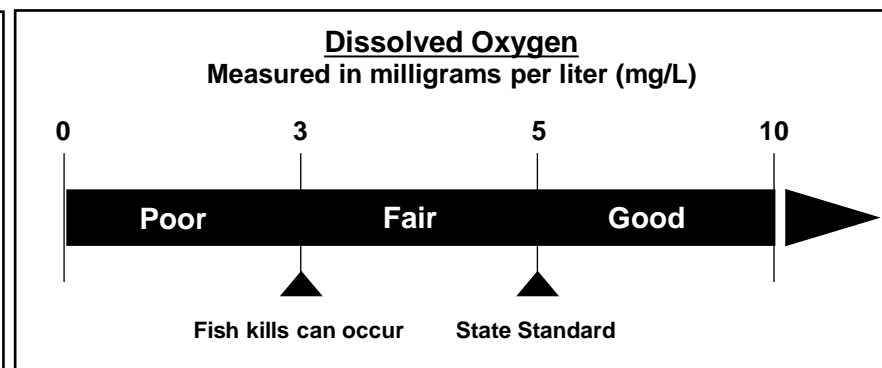 Dissolved Oxygen
Measured in milligrams per liter (mg/L)
0 3 5 10
Poor Fair Good
Fish kills can occur State Standard